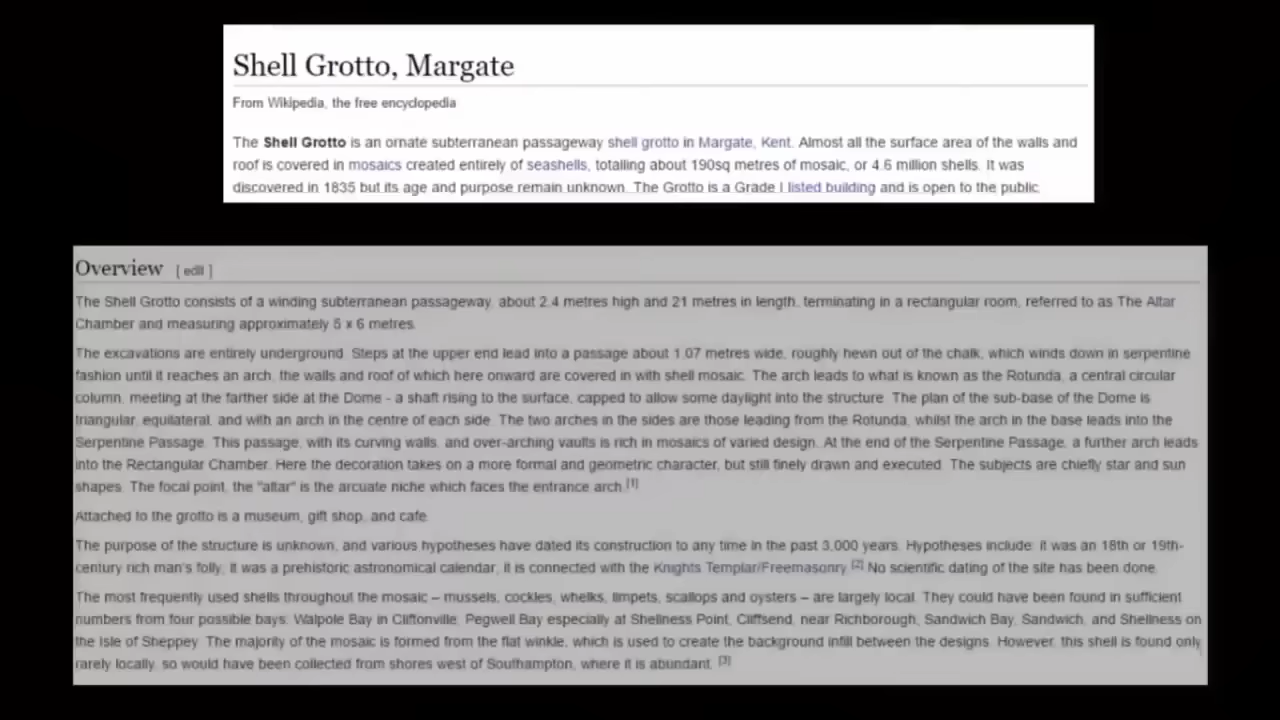 Shell Grotto, Margate
From Wikipedia, the free encyclopedia
The Shell Grotto is an ornate subterranean passageway shell grotto in Margate, Kent. Almost all the surface area of the walls and
roof is covered in mosaics created entirely of seashells, totalling about 190sq metres of mosaic, or 4.6 million shells. It was
discovered in 1835 but its age and purpose remain unknown. The Grotto is a Grade I listed building and is open to the public.
Overview [ edit ]
The Shell Grotto consists of a winding subterranean passageway, about 2.4 metres high and 21 metres in length, terminating in a rectangular room, referred to as The Altar
Chamber and measuring approximately 5 x 6 metres.
The excavations are entirely underground. Steps at the upper end lead into a passage about 1.07 metres wide, roughly hewn out of the chalk, which winds down in serpentine
fashion until it reaches an arch, the walls and roof of which here onward are covered in with shell mosaic. The arch leads to what is known as the Rotunda, a central circular
column, meeting at the farther side at the Dome - a shaft rising to the surface, capped to allow some daylight into the structure. The plan of the sub-base of the Dome is
triangular, equilateral, and with an arch in the centre of each side. The two arches in the sides are those leading from the Rotunda, whilst the arch in the base leads into the
Serpentine Passage. This passage, with its curving walls, and over-arching vaults is rich in mosaics of varied design. At the end of the Serpentine Passage, a further arch leads
into the Rectangular Chamber. Here the decoration takes on a more formal and geometric character, but still finely drawn and executed. The subjects are chiefly star and sun
shapes. The focal point, the "altar" is the arcuate niche which faces the entrance arch.[1]
Attached to the grotto is a museum, gift shop, and cafe.
The purpose of the structure is unknown, and various hypotheses have dated its construction to any time in the past 3,000 years. Hypotheses include: it was an 18th or 19th-
century rich man's folly; it was a prehistoric astronomical calendar; it is connected with the Knights Templar/Freemasonry.[2] No scientific dating of the site has been done.
The most frequently used shells throughout the mosaic – mussels, cockles, whelks, limpets, scallops and oysters – are largely local. They could have been found in sufficient
numbers from four possible bays: Walpole Bay in Cliftonville; Pegwell Bay especially at Shellness Point, Cliffsend, near Richborough; Sandwich Bay, Sandwich; and Shellness on
the Isle of Sheppey. The majority of the mosaic is formed from the flat winkle, which is used to create the background infill between the designs. However, this shell is found only
rarely locally, so would have been collected from shores west of Southampton, where it is abundant. [3]